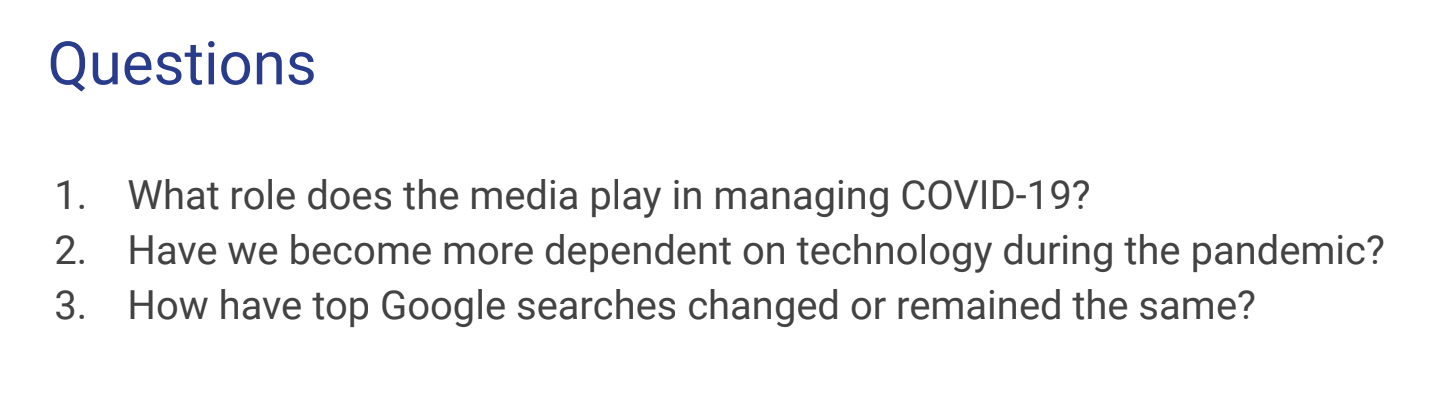 Questions
1. What role does the media play in managing COVID-19?
2. Have we become more dependent on technology during the pandemic?
3. How have top Google searches changed or remained the same?